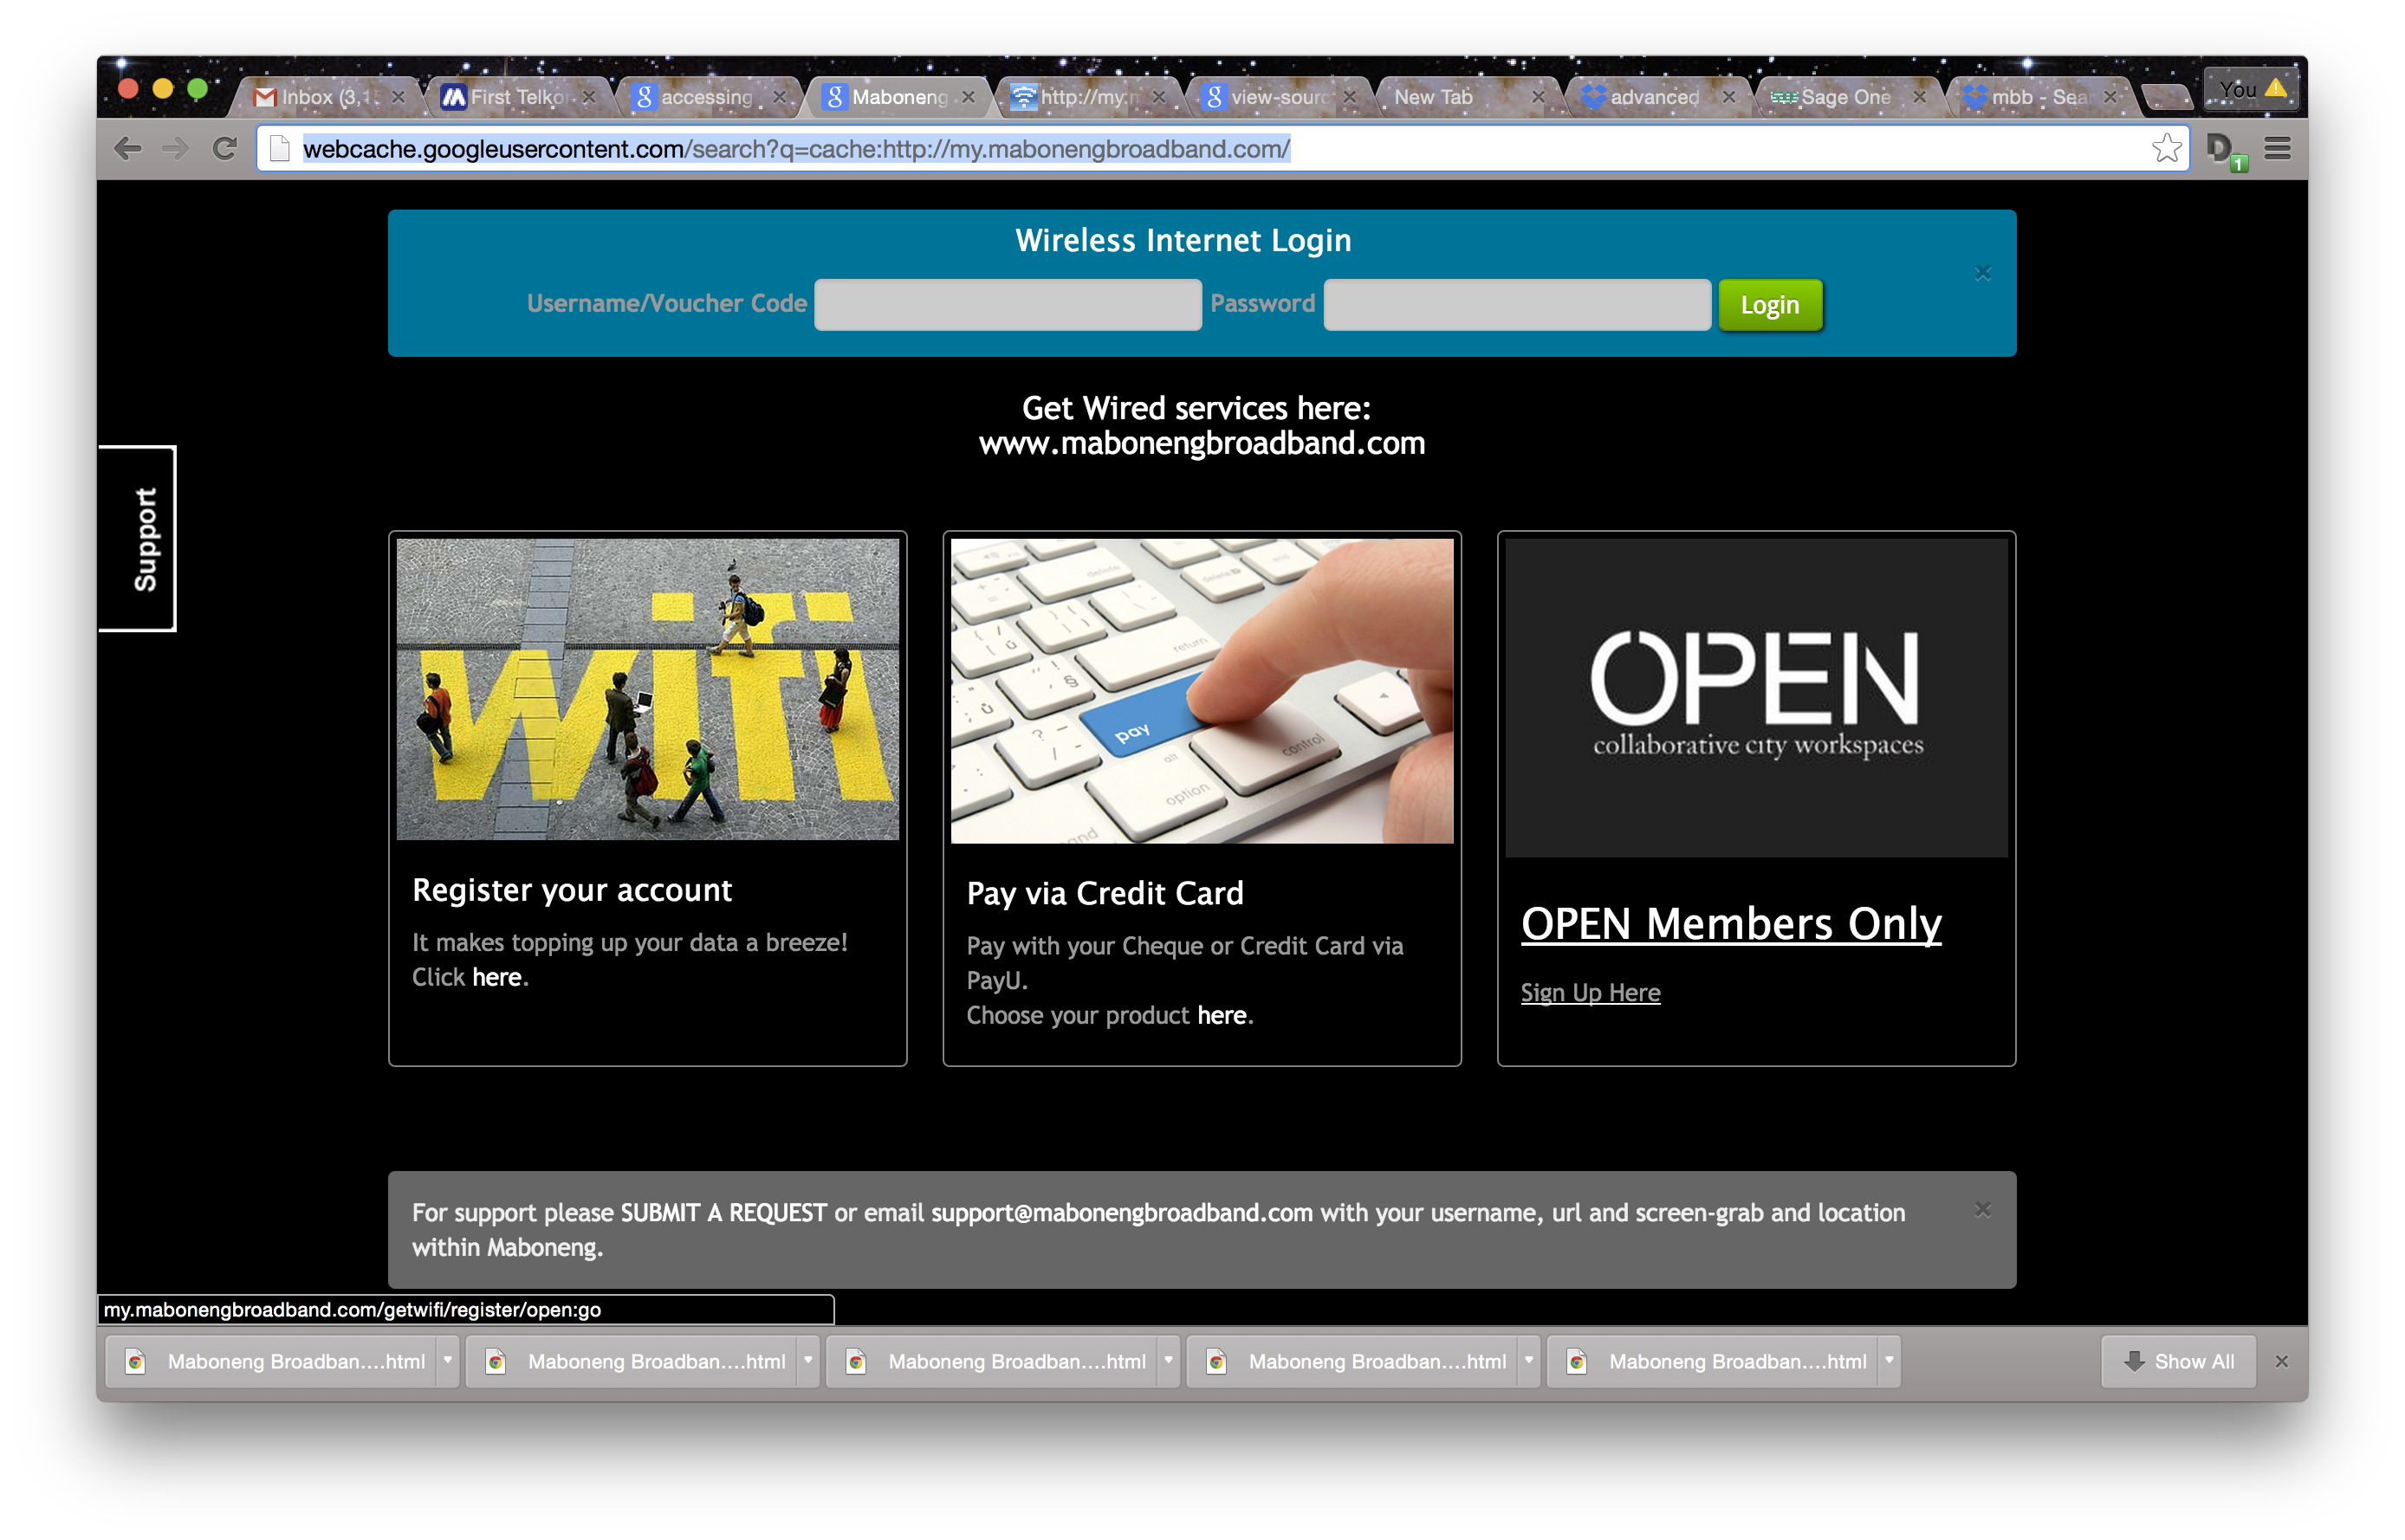 Inbox (3,1
First Telko
accessing
Maboneng
http://my.
view-sourc
New Tab
advanced
Sage One
mbb - Sea
You
webcache.googleusercontent.com/search?q=cache:http://my.mabonengbroadband.com/
D
1
Wireless Internet Login
Username/Voucher Code
Password
Login
Get Wired services here:
www.mabonengbroadband.com
Support
wifi
delete
return
pay
control
alt
option
OPEN
collaborative city workspaces
Register your account
It makes topping up your data a breeze!
Click here.
Pay via Credit Card
Pay with your Cheque or Credit Card via
PayU.
Choose your product here.
OPEN Members Only
Sign Up Here
For support please SUBMIT A REQUEST or email support@mabonengbroadband.com with your username, url and screen-grab and location
within Maboneng.
my.mabonengbroadband.com/getwifi/register/open:go
Maboneng Broadban....html
Maboneng Broadban....html
Maboneng Broadban....html
Maboneng Broadban....html
Maboneng Broadban....html
Show All